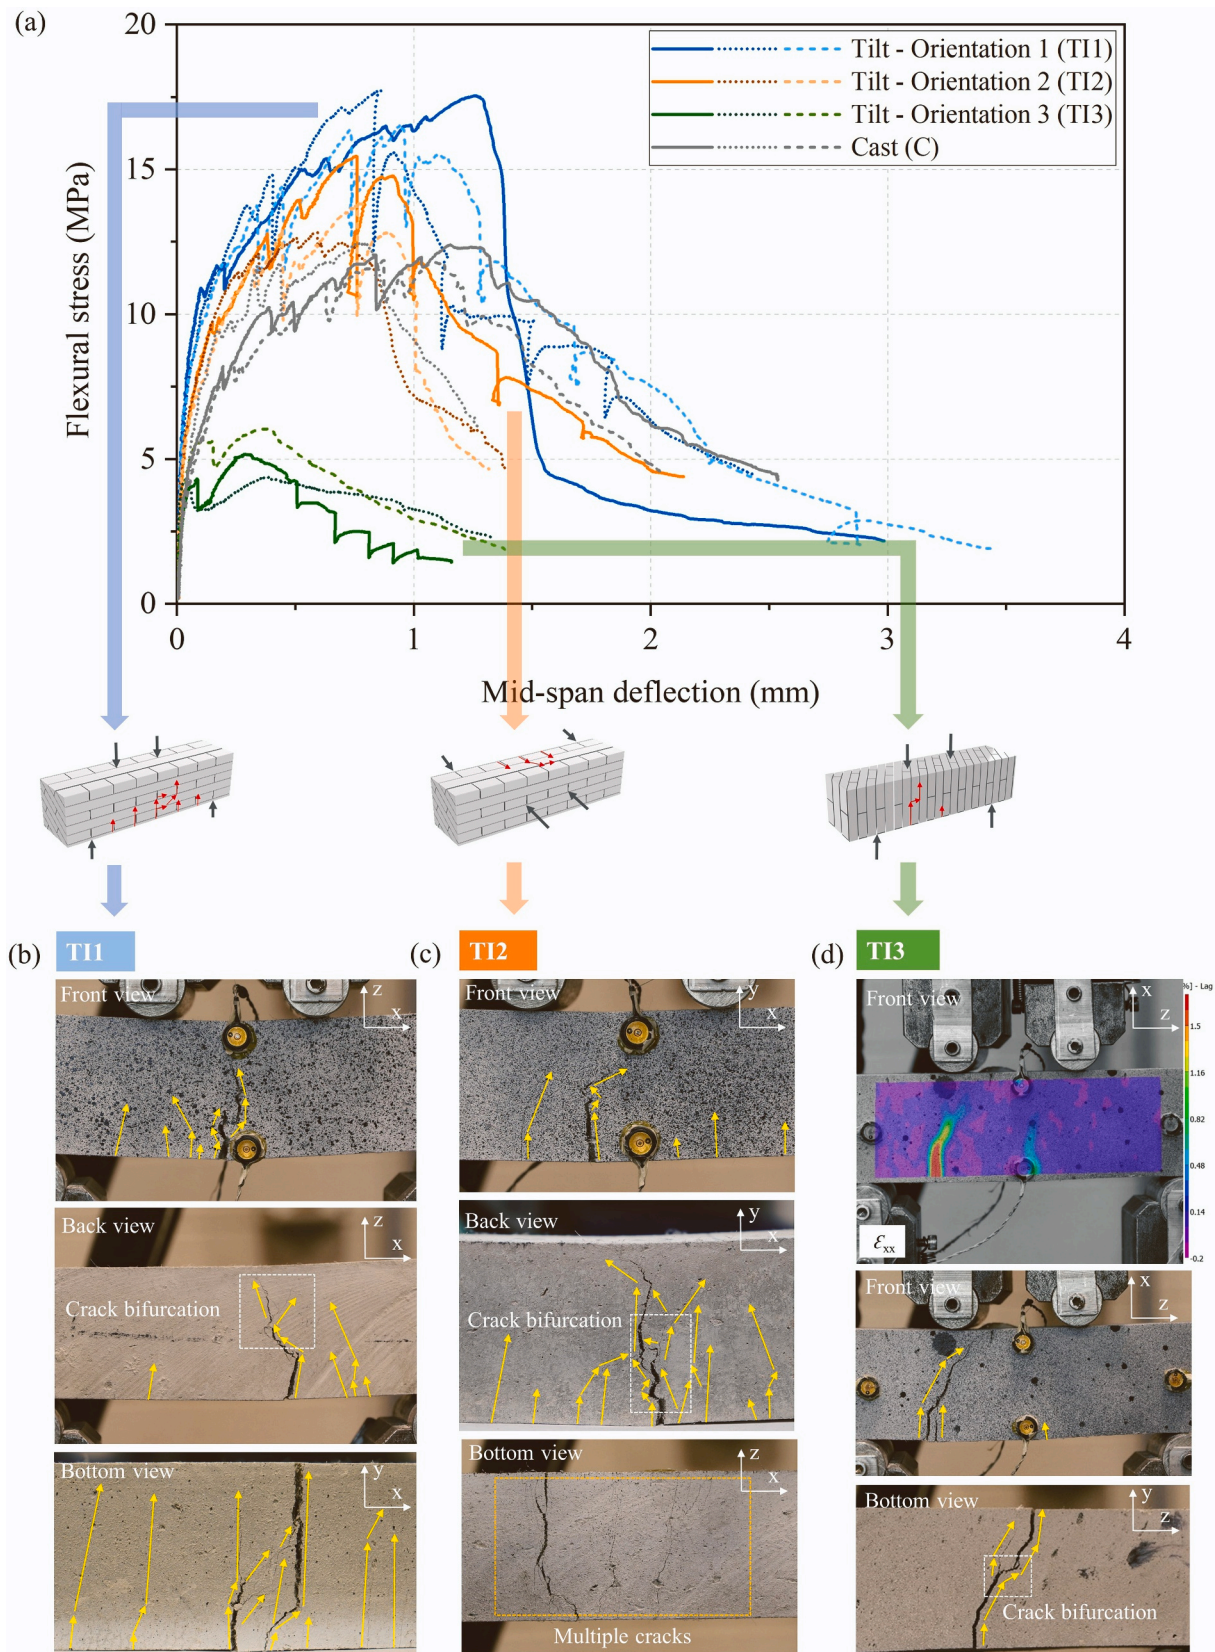 (a)
20
15
10
5
0
Flexural stress (MPa)
Tilt - Orientation 1 (TI1)
Tilt - Orientation 2 (TI2)
Tilt - Orientation 3 (TI3)
Cast (C)
0 1 2 3 4
Mid-span deflection (mm)
(b) TI1
Front view
z
x
Back view
z
x
Crack bifurcation
Bottom view
y
x
(c) TI2
Front view
y
x
Back view
y
x
Crack bifurcation
Bottom view
z
x
Multiple cracks
(d) TI3
Front view
x
z
%] - Lag
1.5
1.16
0.82
0.48
0.14
-0.2
Ɛxx
Front view
x
z
Bottom view
y
z
Crack bifurcation